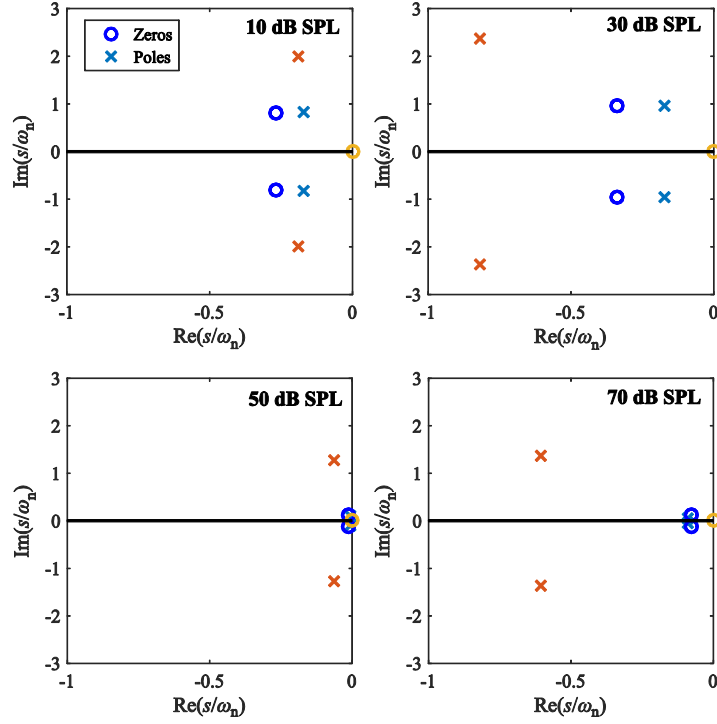 10 dB SPL
Zeros
Poles
3
2
1
0
-1
-2
-3
Im(s/ωn)
-1
-0.5
0
Re(s/ωn)
30 dB SPL
3
2
1
0
-1
-2
-3
Im(s/ωn)
-1
-0.5
0
Re(s/ωn)
50 dB SPL
3
2
1
0
-1
-2
-3
Im(s/ωn)
-1
-0.5
0
Re(s/ωn)
70 dB SPL
3
2
1
0
-1
-2
-3
Im(s/ωn)
-1
-0.5
0
Re(s/ωn)